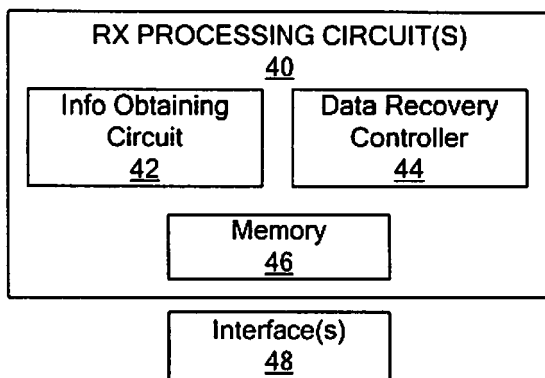 RX PROCESSING CIRCUIT(S)
40
Info Obtaining
Circuit
42
Data Recovery
Controller
44
Memory
46
Interface(s)
48